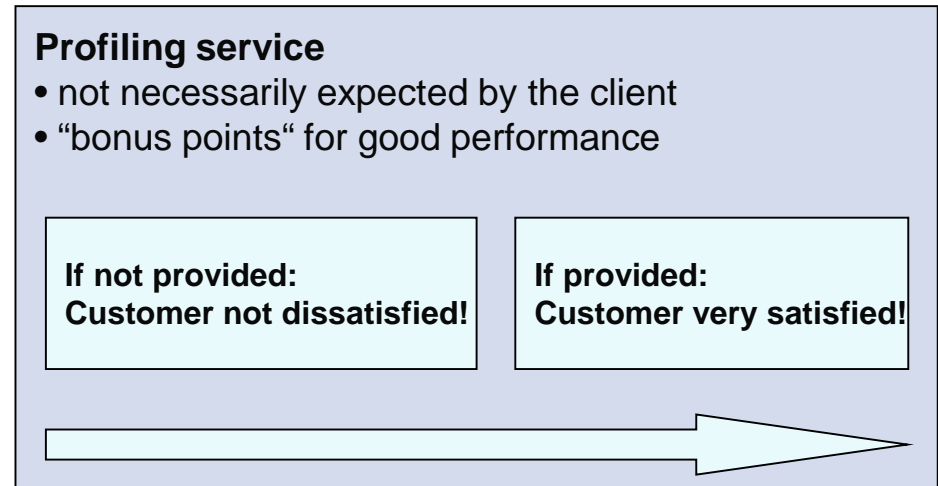 Profiling service
• not necessarily expected by the client
• “bonus points“ for good performance
If not provided:
Customer not dissatisfied!
If provided:
Customer very satisfied!